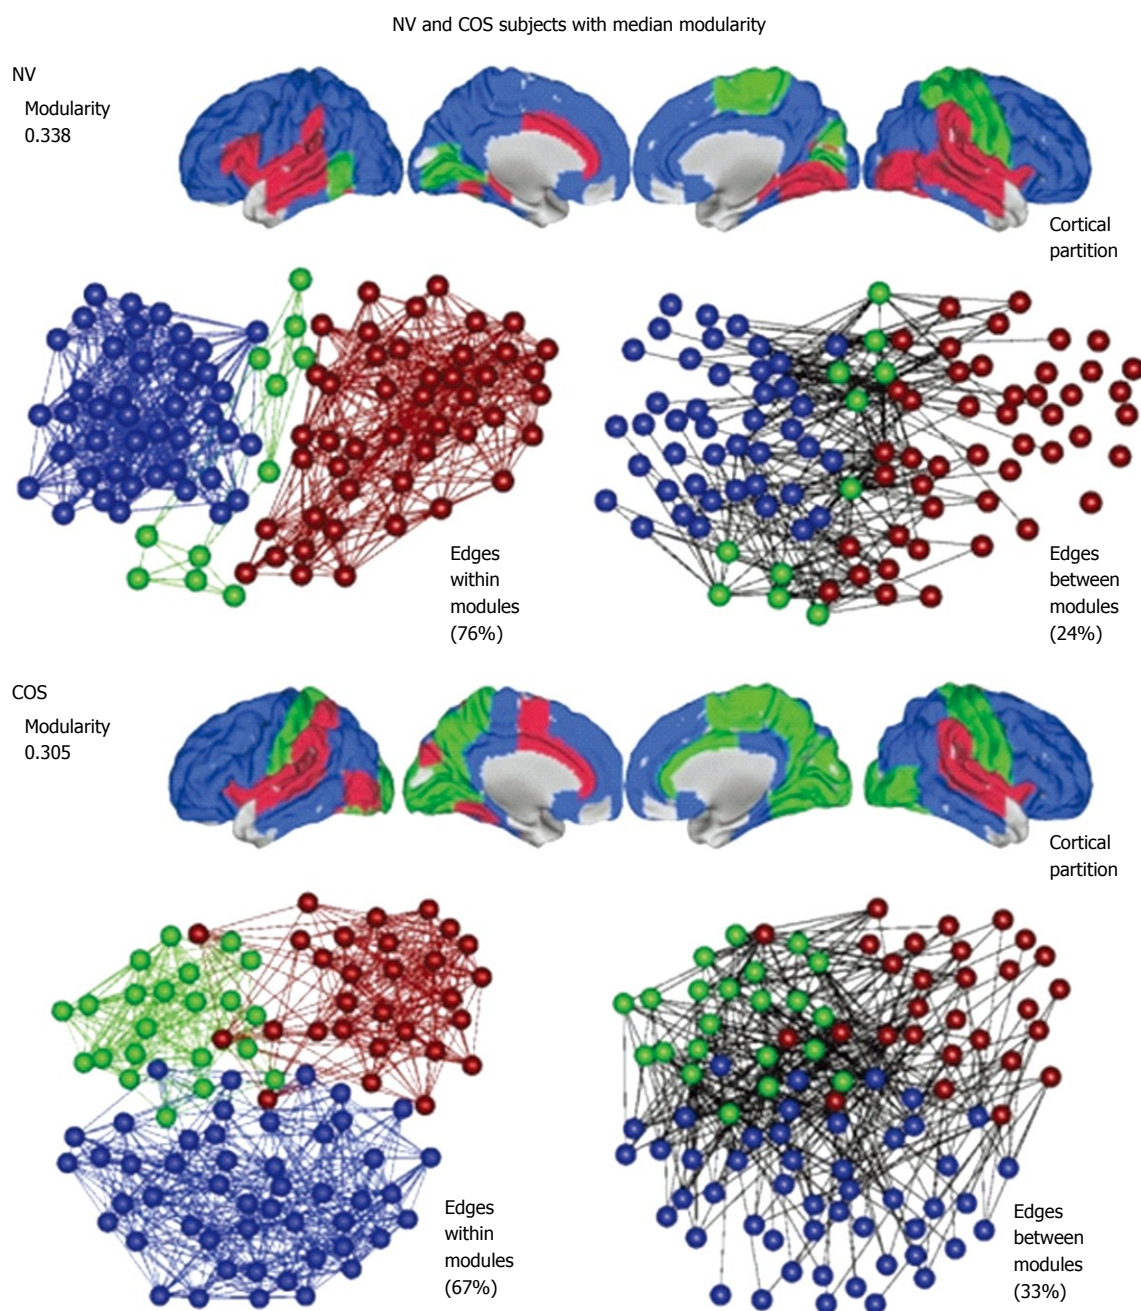 NV and COS subjects with median modularity
NV
Modularity
0.338
Cortical
partition
Edges
within
modules
(76%)
Edges
between
modules
(24%)
COS
Modularity
0.305
Cortical
partition
Edges
within
modules
(67%)
Edges
between
modules
(33%)